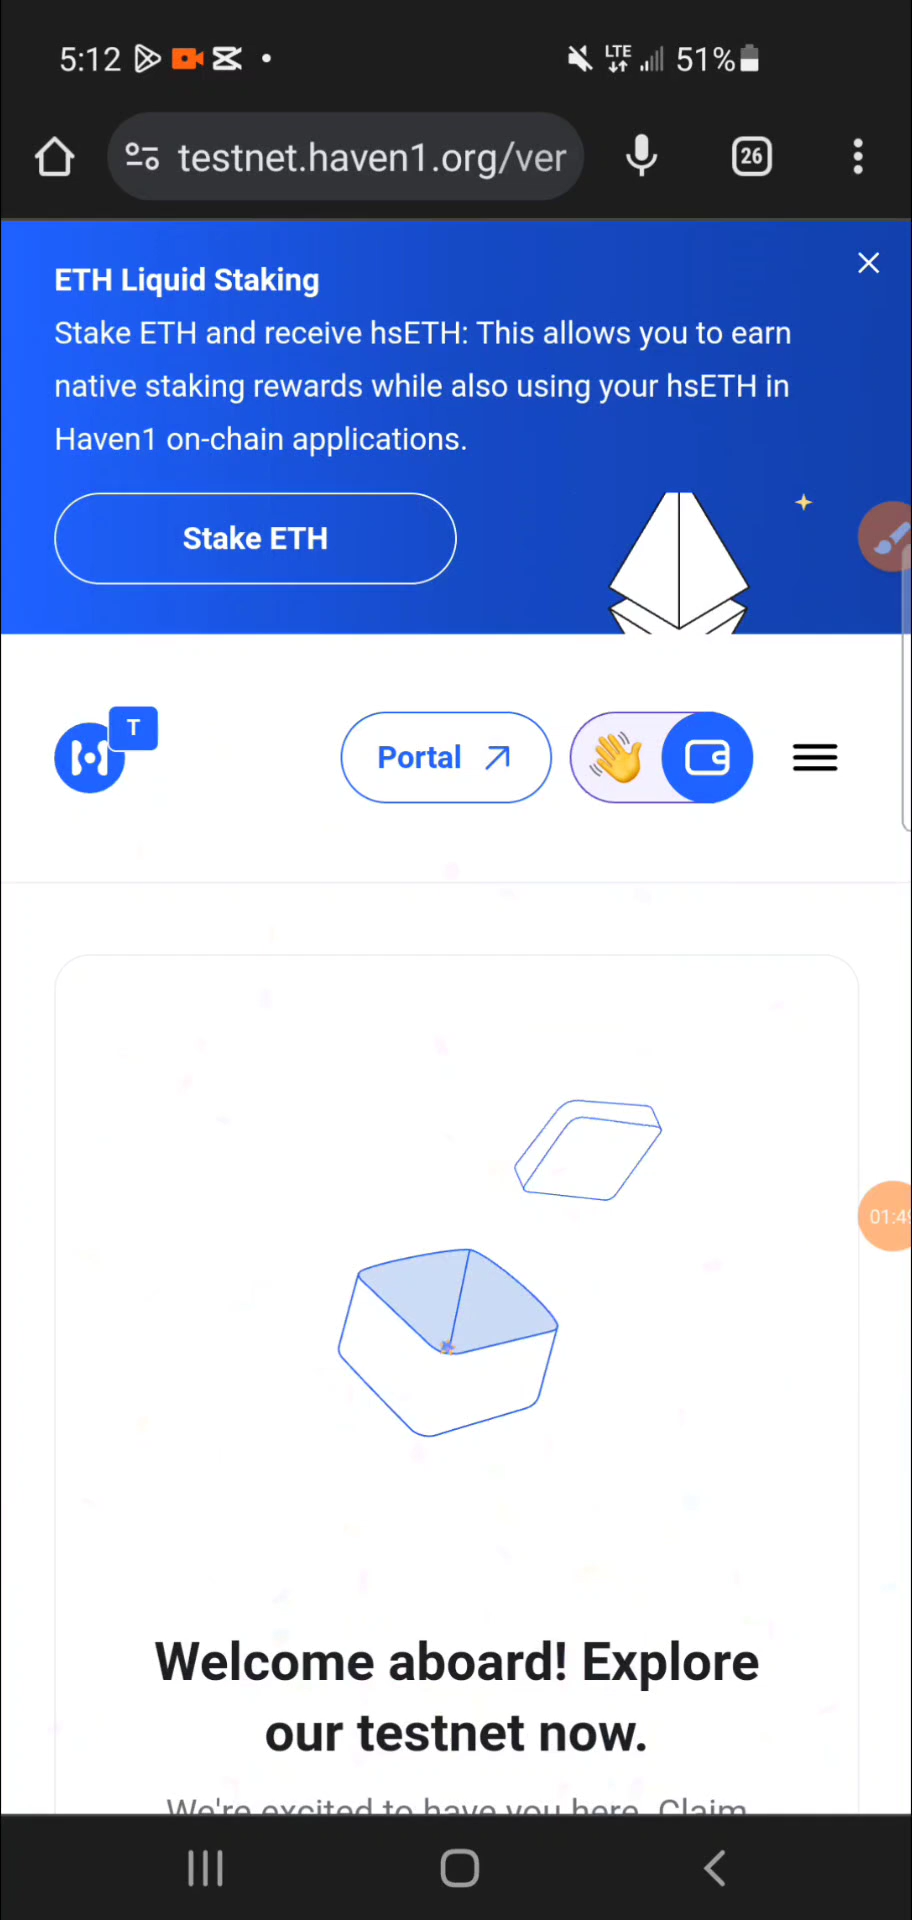 5:12
LTE
51%
testnet.haven1.org/ver
26
ETH Liquid Staking
Stake ETH and receive hsETH: This allows you to earn
native staking rewards while also using your hsETH in
Haven1 on-chain applications.
Stake ETH
T
Portal
01:49
Welcome aboard! Explore
our testnet now.
We're excited to have you here. Claim